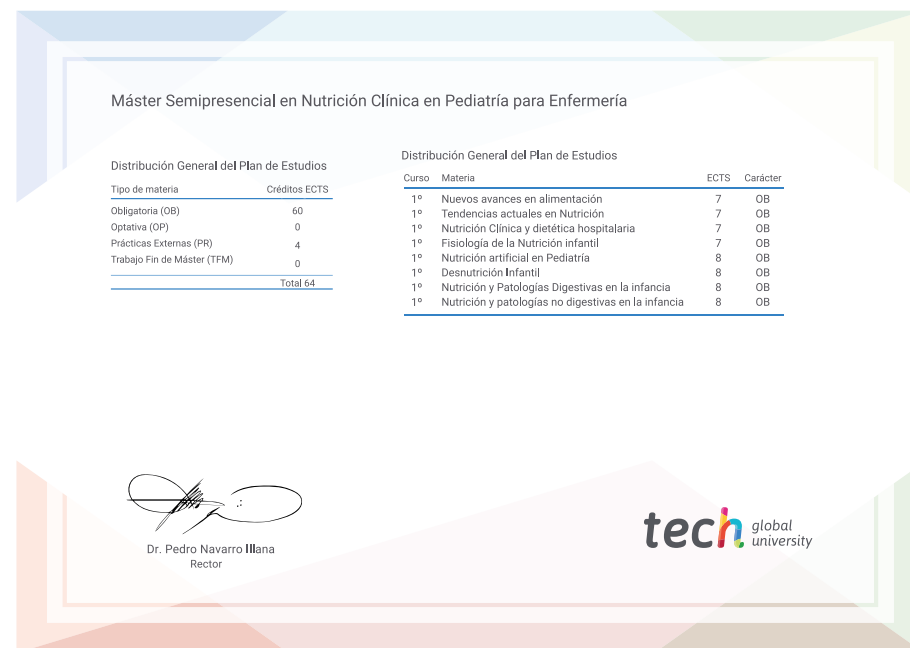 Máster Semipresencial en Nutrición Clínica en Pediatría para Enfermería
Distribución General del Plan de Estudios
Tipo de materia Créditos ECTS
Obligatoria (OB) 60
Optativa (OP) 0
Prácticas Externas (PR) 4
Trabajo Fin de Máster (TFM) 0
Total 64
Distribución General del Plan de Estudios
Curso Materia ECTS Carácter
1º Nuevos avances en alimentación 7 OB
1º Tendencias actuales en Nutrición 7 OB
1º Nutrición Clínica y dietética hospitalaria 7 OB
1º Fisiología de la Nutrición infantil 7 OB
1º Nutrición artificial en Pediatría 8 OB
1º Desnutrición Infantil 8 OB
1º Nutrición y Patologías Digestivas en la infancia 8 OB
1º Nutrición y patologías no digestivas en la infancia 8 OB
Dr. Pedro Navarro Illana
Rector
tech global
university